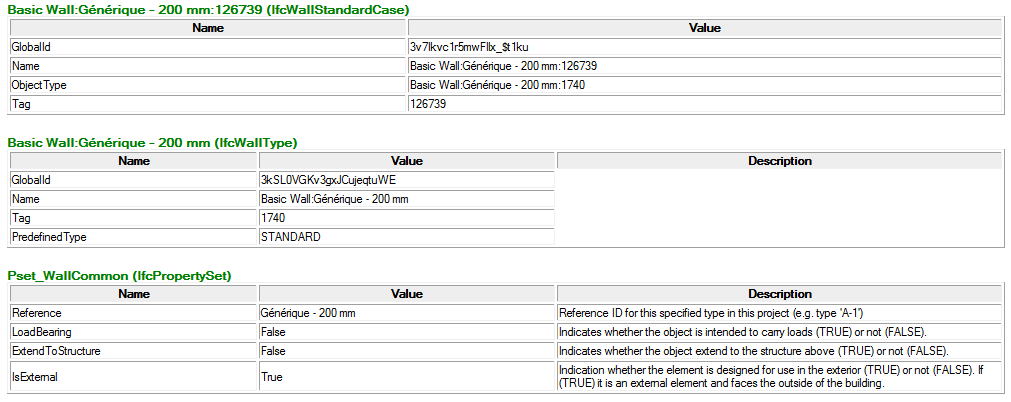 Basic Wall:Générique - 200 mm:126739 (IfcWallStandardCase)
Name Value
GlobalId 3v7Ikvc1r5mwFIIx_$t1ku
Name Basic Wall:Générique - 200 mm:126739
ObjectType Basic Wall:Générique - 200 mm:1740
Tag 126739
Basic Wall:Générique - 200 mm (IfcWallType)
Name Value Description
GlobalId 3kSL0VGKv3gxJCujeqtuWE
Name Basic Wall:Générique - 200 mm
Tag 1740
PredefinedType STANDARD
Pset_WallCommon (IfcPropertySet)
Name Value Description
Reference Générique - 200 mm Reference ID for this specified type in this project (e.g. type 'A-1')
LoadBearing False Indicates whether the object is intended to carry loads (TRUE) or not (FALSE).
ExtendToStructure False Indicates whether the object extend to the structure above (TRUE) or not (FALSE).
IsExternal True Indication whether the element is designed for use in the exterior (TRUE) or not (FALSE). If
(TRUE) it is an external element and faces the outside of the building.